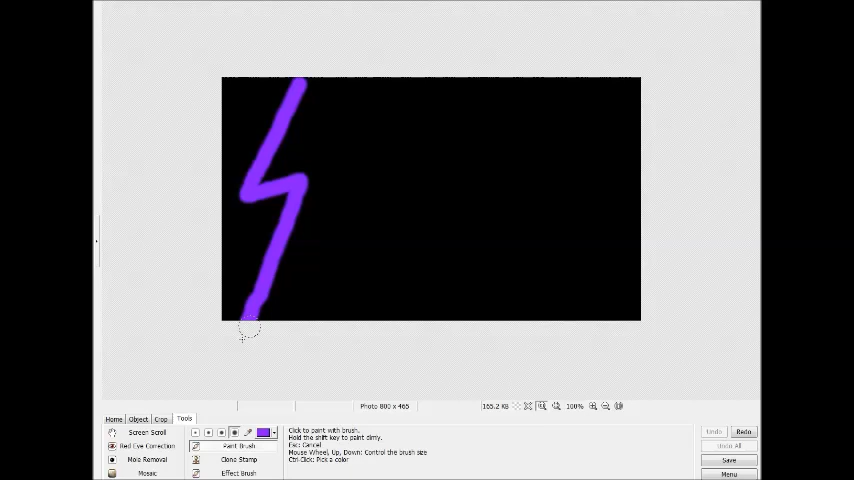 Photo 800 x 465
165.2 KB
100%
Home Object Crop Tools
Screen Scroll
Red Eye Correction
Mole Removal
Mosaic
Paint Brush
Clone Stamp
Effect Brush
Click to paint with brush.
Hold the shift key to paint dimly.
Esc: Cancel
Mouse Wheel, Up, Down: Control the brush size
Ctrl-Click: Pick a color
Undo Redo
Undo All
Save
Menu